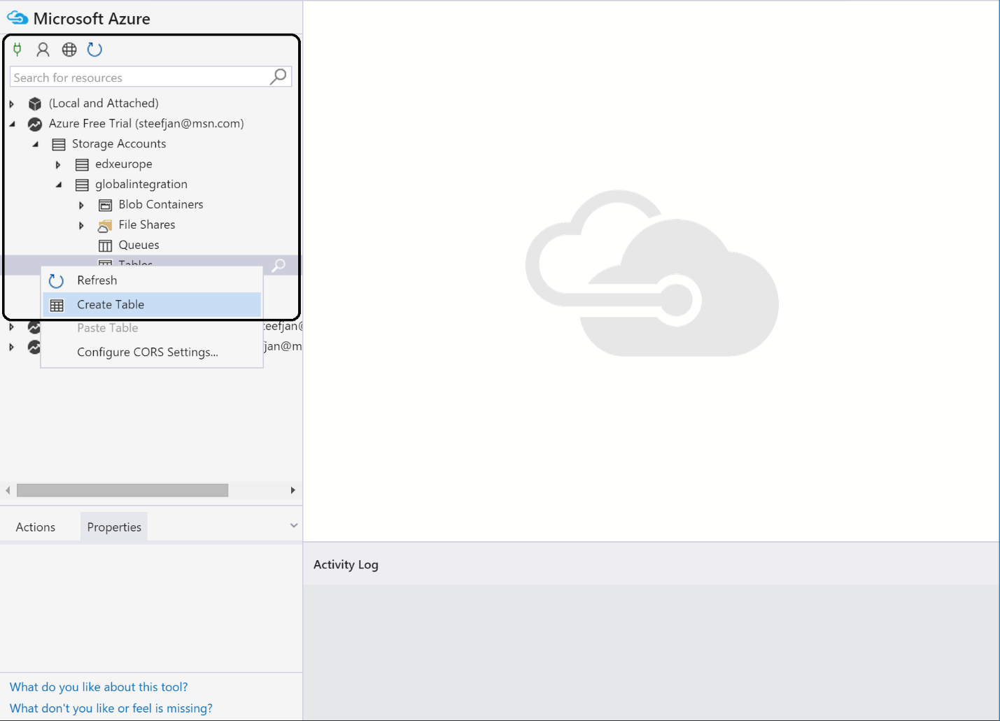 Microsoft Azure
Search for resources
(Local and Attached)
Azure Free Trial (steefjan@msn.com)
Storage Accounts
edxeurope
globalintegration
Blob Containers
File Shares
Queues
Tables
Refresh
Create Table
Paste Table
teefjan@
Configure CORS Settings...
jan@m
Actions
Properties
Activity Log
What do you like about this tool?
What don't you like or feel is missing?